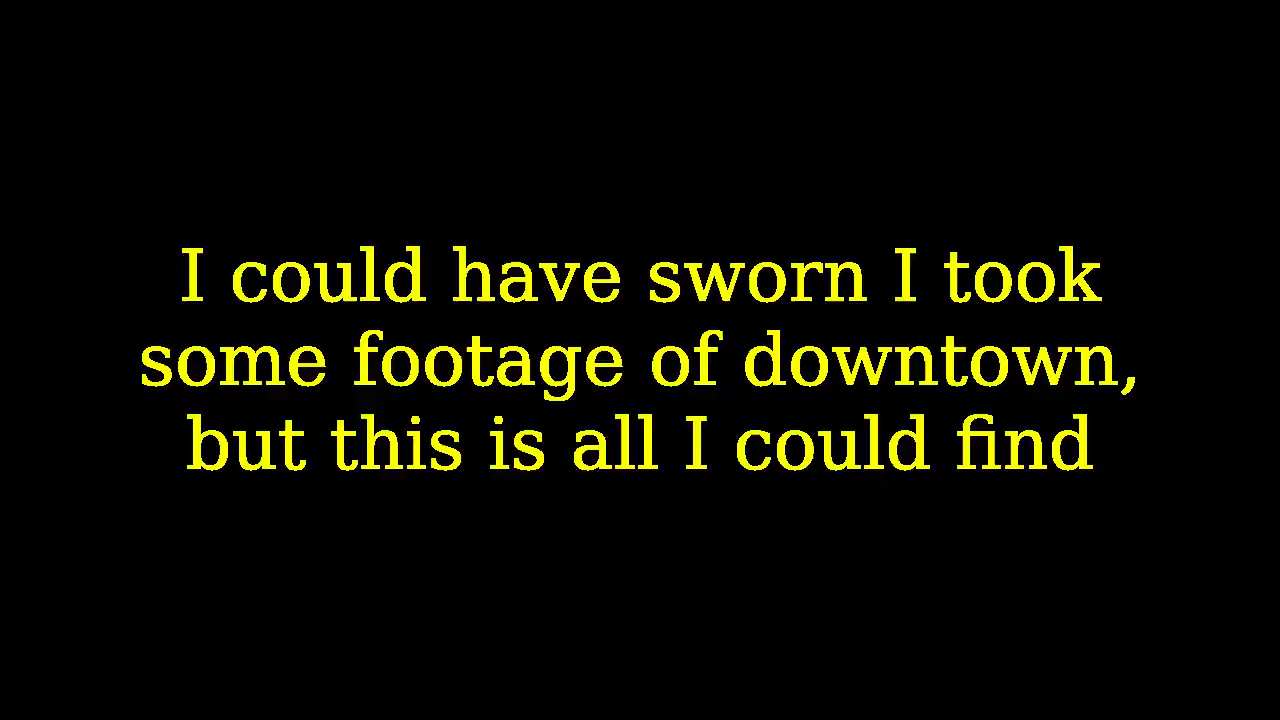 I could have sworn I took
some footage of downtown,
but this is all I could find